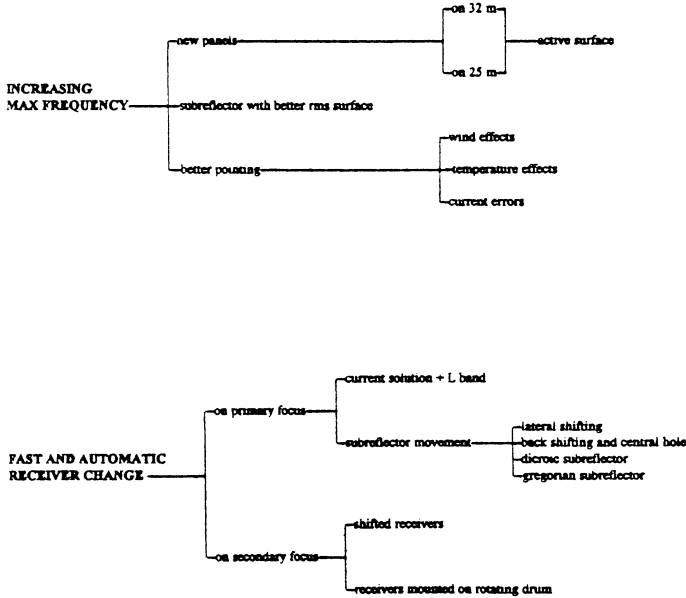 on 32 m
new panels
active surface
on 25 m
INCREASING
MAX FREQUENCY
subreflector with better rms surface
wind effects
better pointing
temperature effects
current errors
current solution + L band
on primary focus
lateral shifting
subreflector movement
back shifting and central hole
FAST AND AUTOMATIC
RECEIVER CHANGE
dicroic subreflector
gregorian subreflector
shifted receivers
on secondary focus
receivers mounted on rotating drum